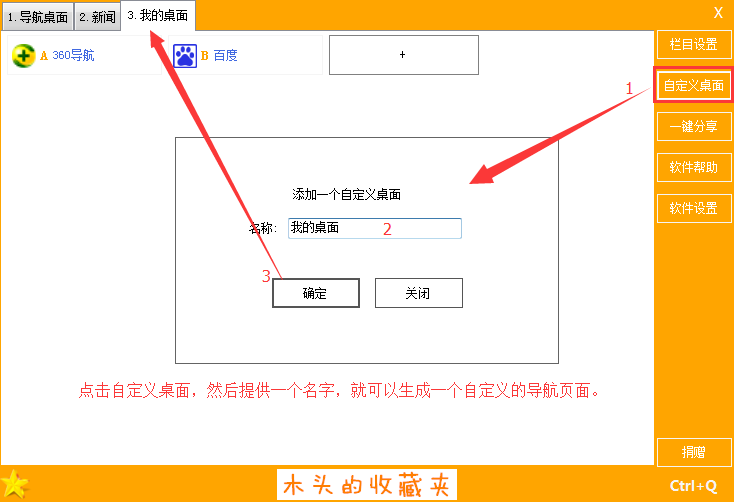 1. 导航桌面 2. 新闻 3. 我的桌面 X
A 360导航 B 百度 +
栏目设置
自定义桌面
1
一键分享
软件帮助
软件设置
添加一个自定义桌面
名称: 我的桌面 2
3
确定 关闭
点击自定义桌面，然后提供一个名字，就可以生成一个自定义的导航页面。
捐赠
木头的收藏夹
Ctrl+Q